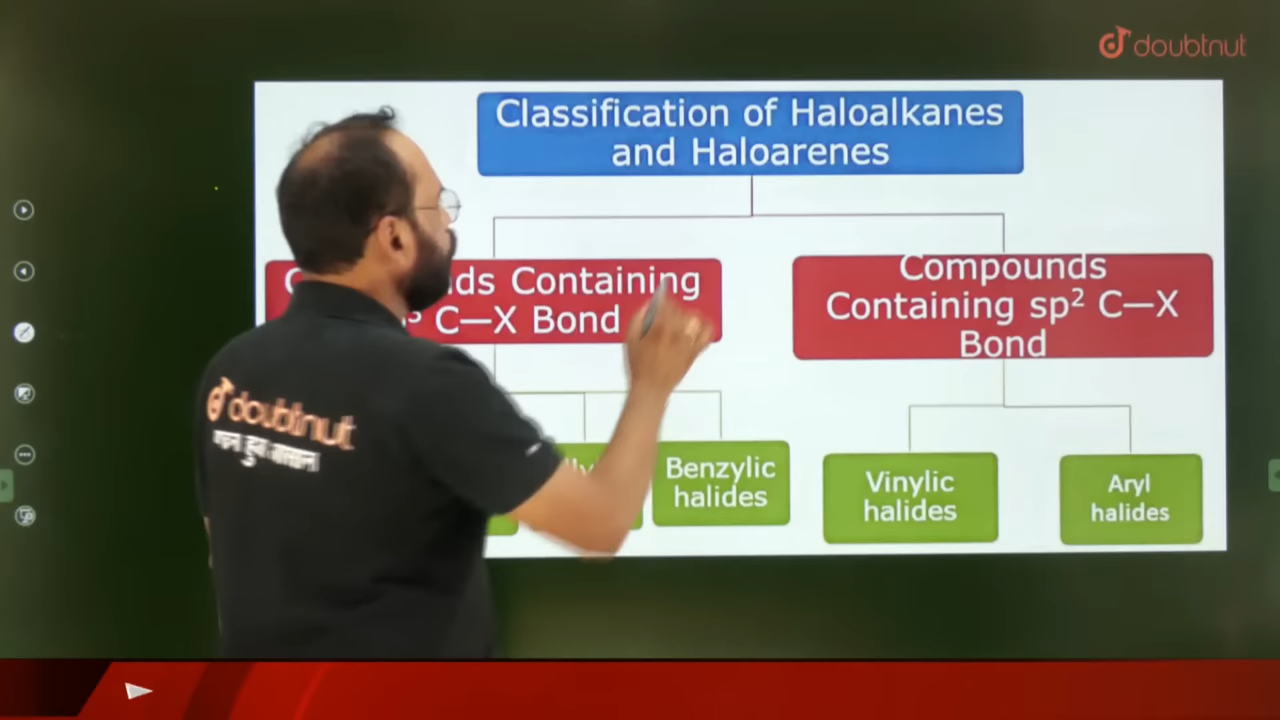 doubtnut
Classification of Haloalkanes
and Haloarenes
Containing
C—X Bond
Compounds
Containing sp² C—X
Bond
Benzylic
halides
Vinylic
halides
Aryl
halides
doubtnut